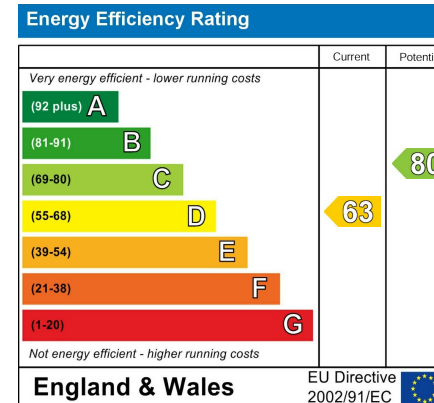 Energy Efficiency Rating
Current Potenti
Very energy efficient - lower running costs
(92 plus) A
(81-91) B
(69-80) C
(55-68) D
(39-54) E
(21-38) F
(1-20) G
63
80
Not energy efficient - higher running costs
England & Wales
EU Directive
2002/91/EC